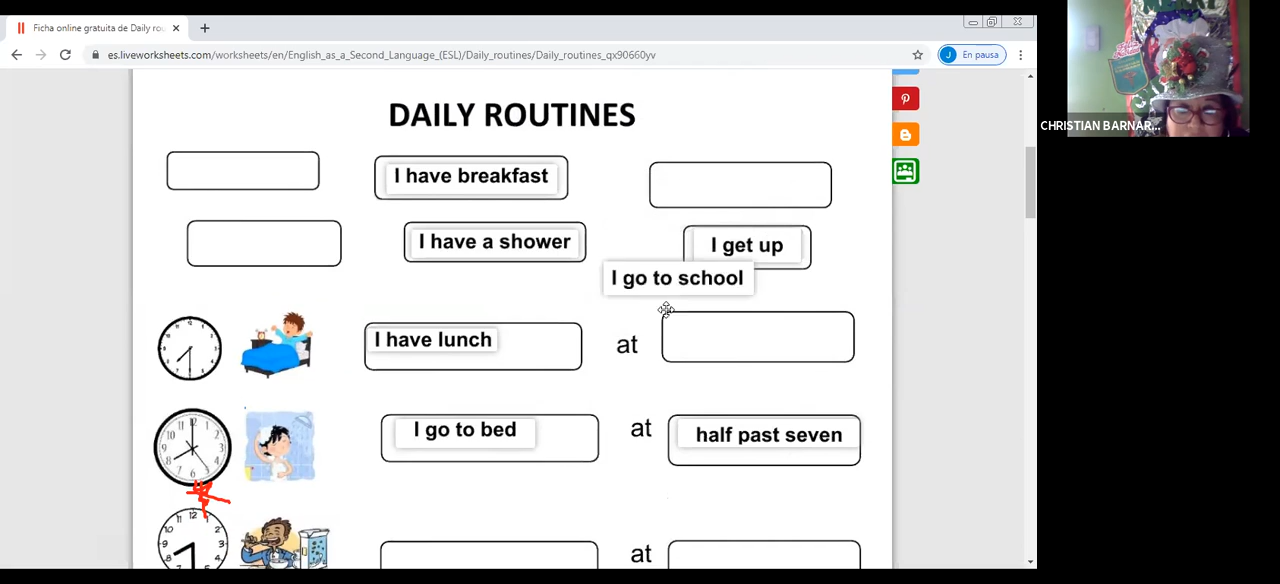 Ficha online gratuita de Daily ro
es.liveworksheets.com/worksheets/en/English_as_a_Second_Language_(ESL)/Daily_routines/Daily_routines_qx90660yv
J En pausa
CHRISTIAN BARNAR...
DAILY ROUTINES
I have breakfast
I have a shower
I get up
I go to school
I have lunch
at
I go to bed
at
half past seven
at